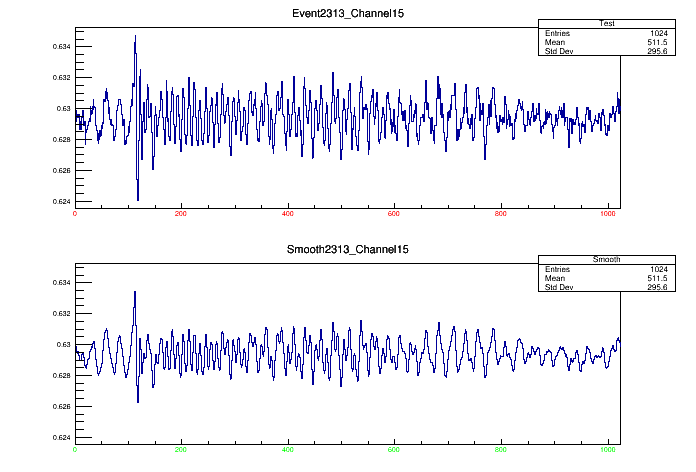 Event2313_Channel15
Test
Entries 1024
Mean 511.5
Std Dev 295.6
0.634
0.632
0.63
0.628
0.626
0.624
0 200 400 600 800 1000
Smooth2313_Channel15
Smooth
Entries 1024
Mean 511.5
Std Dev 295.6
0.634
0.632
0.63
0.628
0.626
0.624
0 200 400 600 800 1000